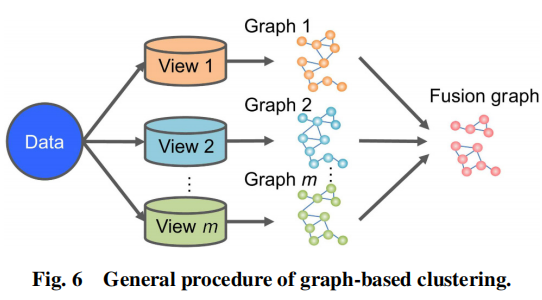 Graph 1
View 1
Graph 2
Fusion graph
Data
View 2
⋮
⋮
Graph m
View m
Fig. 6 General procedure of graph-based clustering.